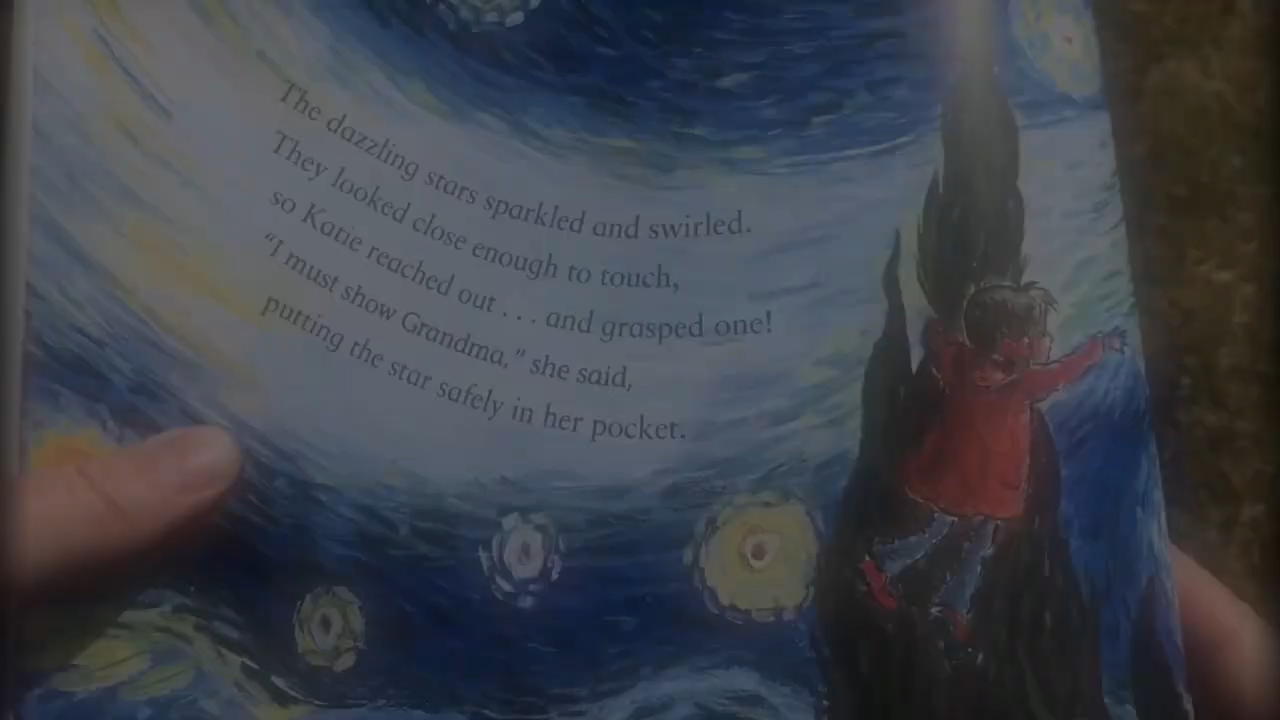 The dazzling stars sparkled and swirled.
They looked close enough to touch,
so Katie reached out . . . and grasped one!
“I must show Grandma,” she said,
putting the star safely in her pocket.